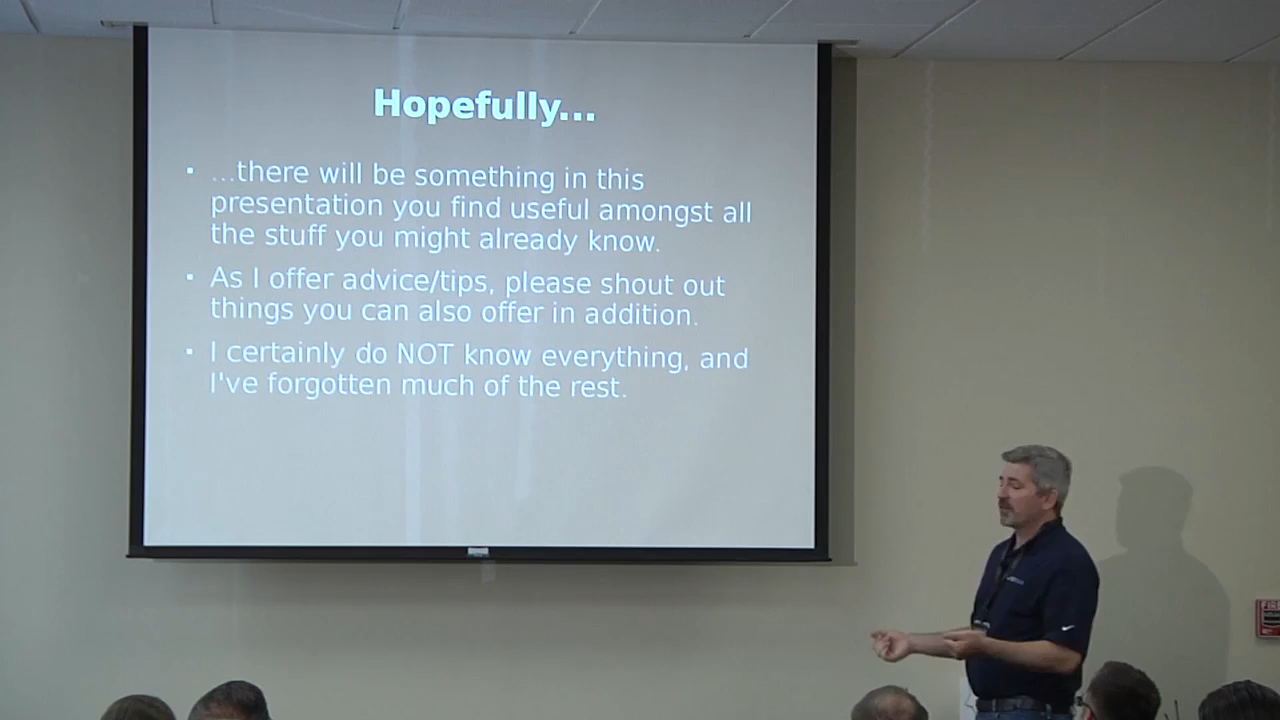 Hopefully...
...there will be something in this
presentation you find useful amongst all
the stuff you might already know.
As I offer advice/tips, please shout out
things you can also offer in addition.
I certainly do NOT know everything, and
I've forgotten much of the rest.